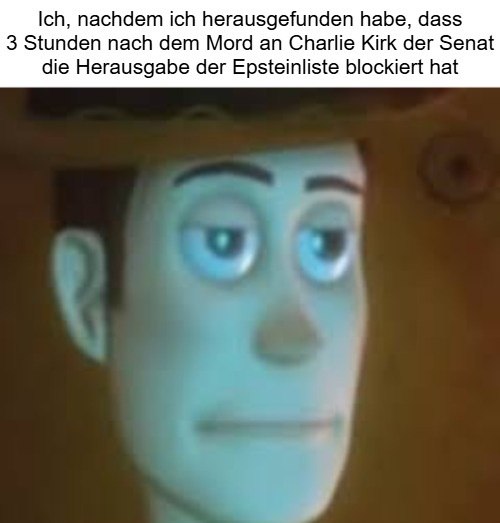 Ich, nachdem ich herausgefunden habe, dass
3 Stunden nach dem Mord an Charlie Kirk der Senat
die Herausgabe der Epsteinliste blockiert hat